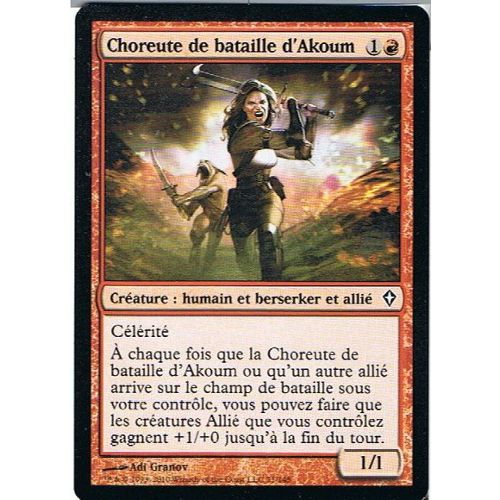 Choreute de bataille d'Akoum 1
Créature : humain et berserker et allié
Célérité
À chaque fois que la Choreute de
bataille d'Akoum ou qu'un autre allié
arrive sur le champ de bataille sous
votre contrôle, vous pouvez faire que
les créatures Allié que vous contrôlez
gagnent +1/+0 jusqu'à la fin du tour.
Adi Granov
1/1